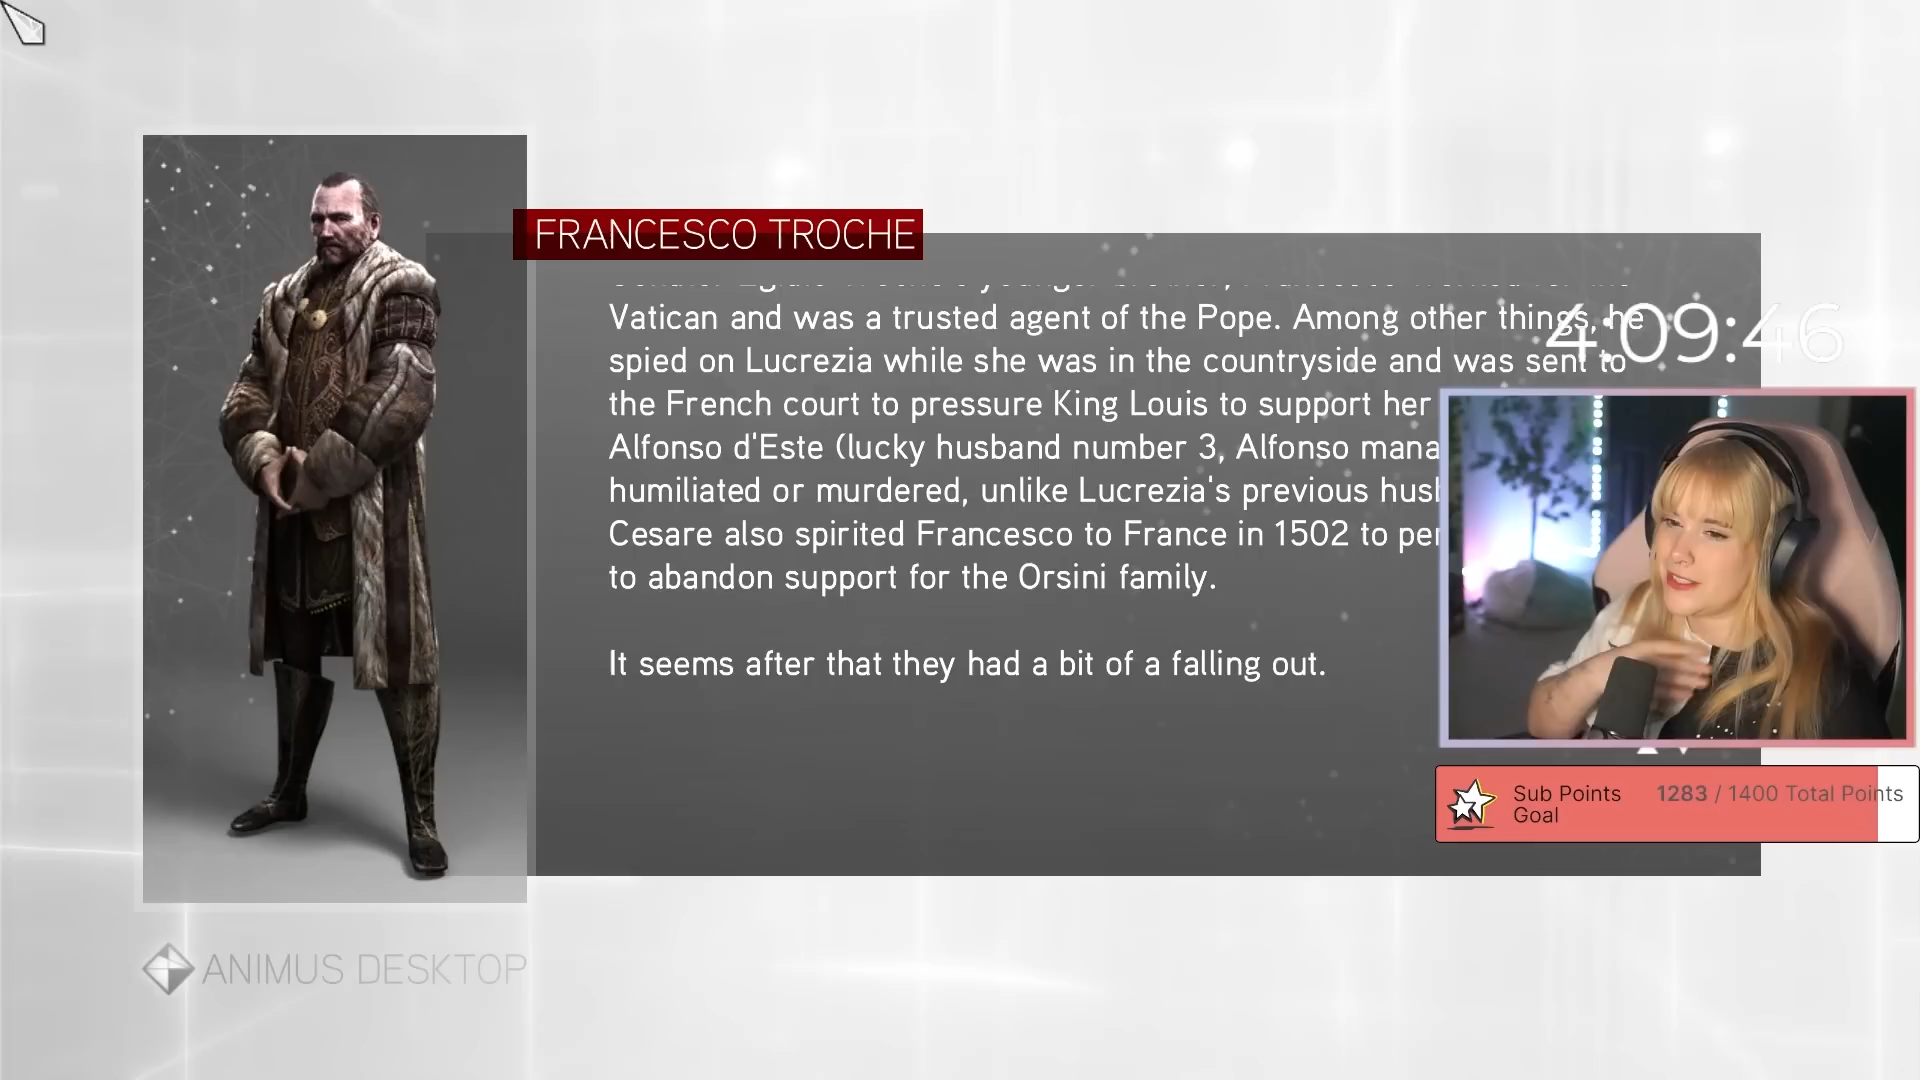 FRANCESCO TROCHE
Vatican and was a trusted agent of the Pope. Among other things, he
spied on Lucrezia while she was in the countryside and was sent to
the French court to pressure King Louis to support her
Alfonso d'Este (lucky husband number 3, Alfonso mana
humiliated or murdered, unlike Lucrezia's previous hus
Cesare also spirited Francesco to France in 1502 to per
to abandon support for the Orsini family.
It seems after that they had a bit of a falling out.
4:09:46
Sub Points Goal
1283 / 1400 Total Points
ANIMUS DESKTOP